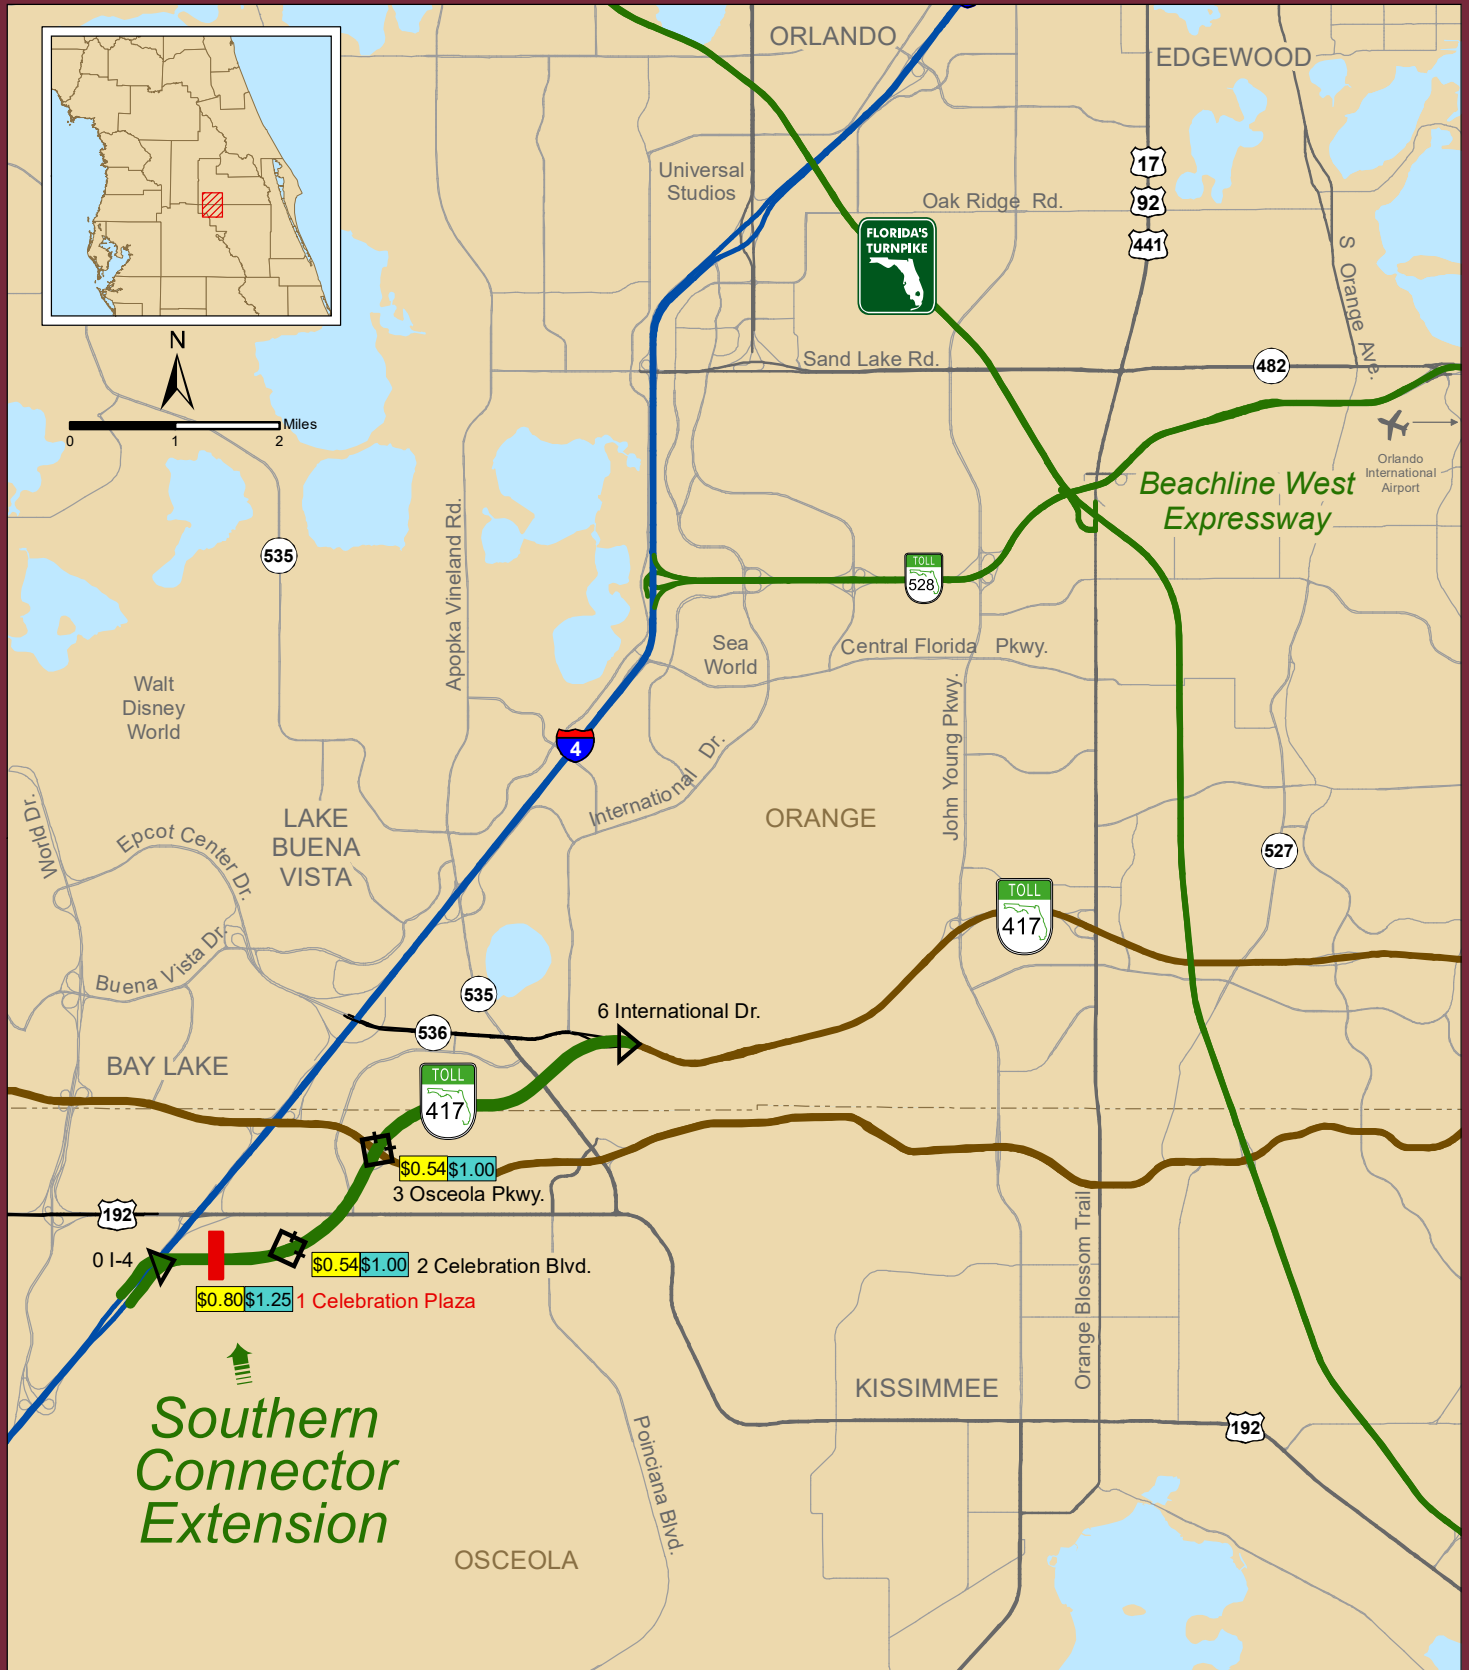 ORLANDO
EDGEWOOD
Universal
Studios
17
92
441
Oak Ridge Rd.
FLORIDA'S
TURNPIKE
S Orange Ave.
N
0 1 2 Miles
Sand Lake Rd.
482
Orlando
International
Airport
Beachline West
Expressway
535
Apopka Vineland Rd.
TOLL
528
Sea
World
Central Florida Pkwy.
Walt
Disney
World
4
International Dr.
John Young Pkwy.
ORANGE
World Dr.
Epcot Center Dr.
LAKE
BUENA
VISTA
527
TOLL
417
Buena Vista Dr.
535
536
6 International Dr.
BAY LAKE
TOLL
417
$0.54 $1.00
3 Osceola Pkwy.
192
0 I-4
$0.54 $1.00 2 Celebration Blvd.
$0.80 $1.25 1 Celebration Plaza
Orange Blossom Trail
Southern
Connector
Extension
KISSIMMEE
192
Poinciana Blvd.
OSCEOLA